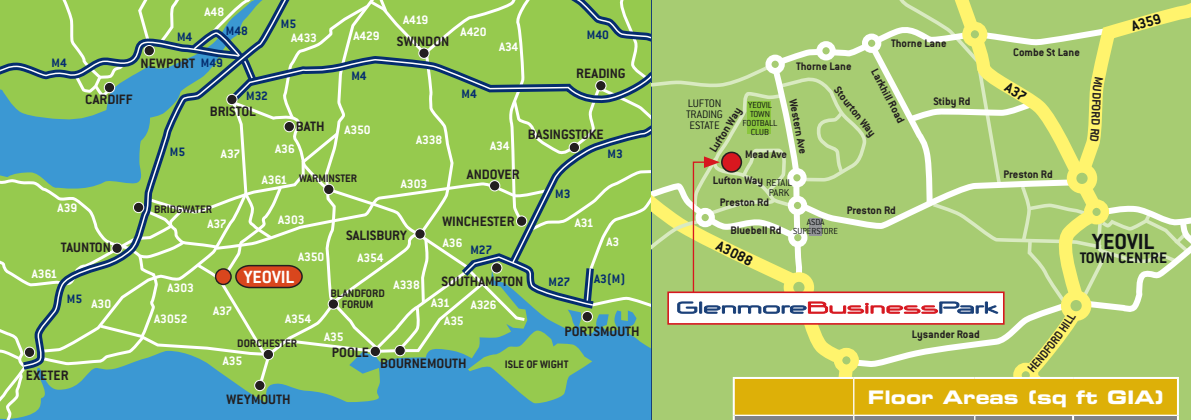 A48
M48
M5
A419
A433
A429
A420
M4
SWINDON
A34
M40
NEWPORT
M49
M4
M4
READING
CARDIFF
M32
BRISTOL
M4
M4
BATH
A350
BASINGSTOKE
A338
A36
A37
M5
A34
M3
A361
WARMINSTER
A303
ANDOVER
M3
A39
BRIDGWATER
A37
A303
WINCHESTER
A31
TAUNTON
SALISBURY
A36
A3
M27
A361
A350
A354
YEOVIL
SOUTHAMPTON
A3(M)
M5
A303
A338
M27
A30
BLANDFORD
FORUM
A31
A326
A37
A3052
A354
A35
PORTSMOUTH
A35
DORCHESTER
POOLE
BOURNEMOUTH
ISLE OF WIGHT
A35
EXETER
WEYMOUTH
A359
Thorne Lane
Combe St Lane
Thorne Lane
Larkhill Road
A37
MUDFORD RD
LUFTON
TRADING
ESTATE
YEOVIL
TOWN
FOOTBALL
CLUB
Stourton Way
Stiby Rd
Lufton Way
Western Ave
Mead Ave
Lufton Way
RETAIL
PARK
Preston Rd
Preston Rd
Preston Rd
ASDA
SUPERSTORE
Bluebell Rd
A3088
YEOVIL
TOWN CENTRE
GlenmoreBusinessPark
Lysander Road
HENDFORD HILL
Floor Areas (sq ft GIA)